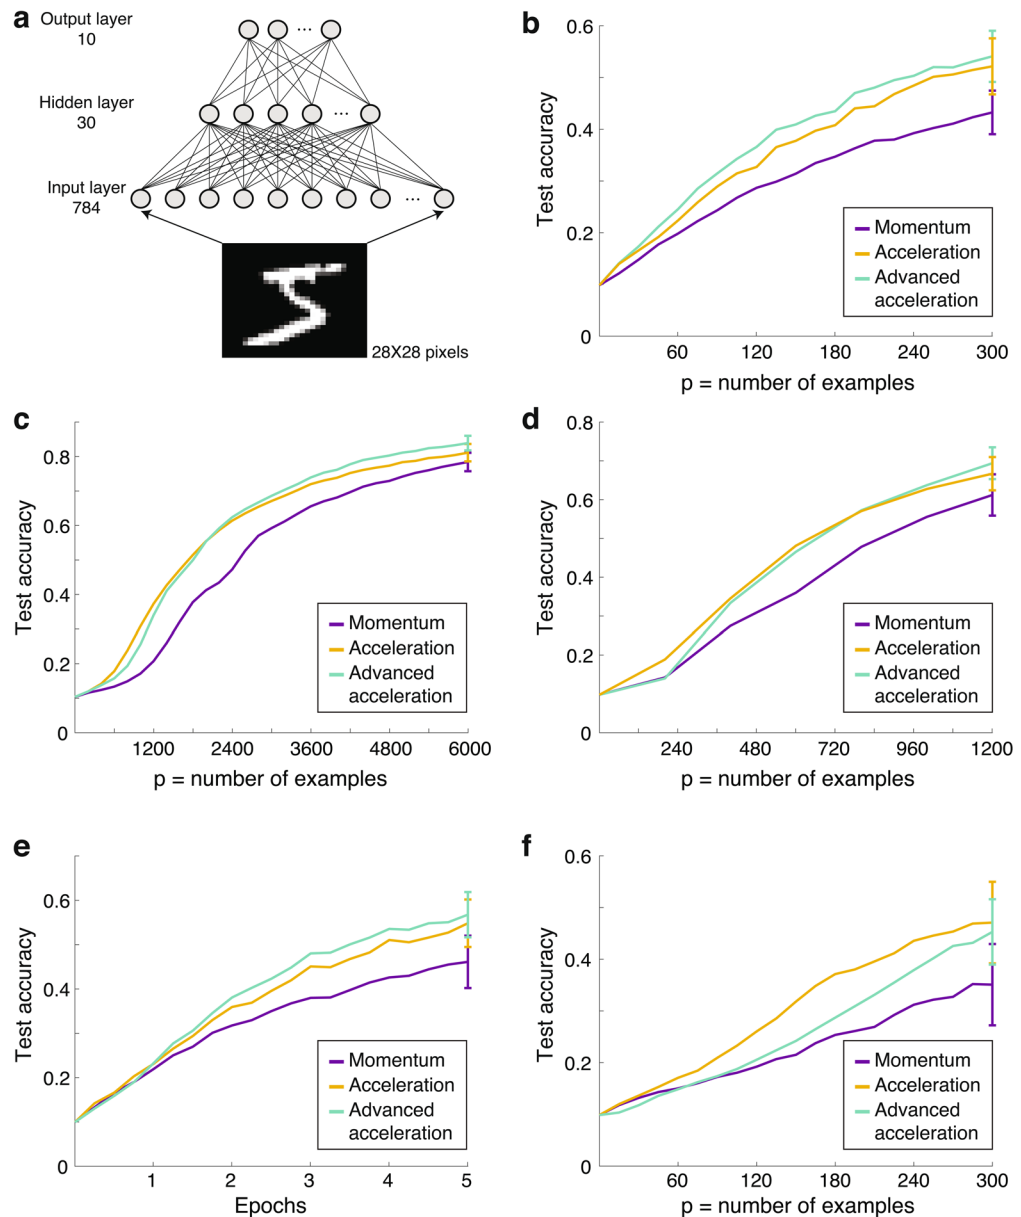 a
Output layer
10
...
Hidden layer
30
...
Input layer
784
...
28X28 pixels
b
0.6
0.4
0.2
0
Test accuracy
Momentum
Acceleration
Advanced
acceleration
60 120 180 240 300
p = number of examples
c
0.8
0.6
0.4
0.2
0
Test accuracy
Momentum
Acceleration
Advanced
acceleration
1200 2400 3600 4800 6000
p = number of examples
d
0.8
0.6
0.4
0.2
0
Test accuracy
Momentum
Acceleration
Advanced
acceleration
240 480 720 960 1200
p = number of examples
e
0.6
0.4
0.2
0
Test accuracy
Momentum
Acceleration
Advanced
acceleration
1 2 3 4 5
Epochs
f
0.6
0.4
0.2
0
Test accuracy
Momentum
Acceleration
Advanced
acceleration
60 120 180 240 300
p = number of examples